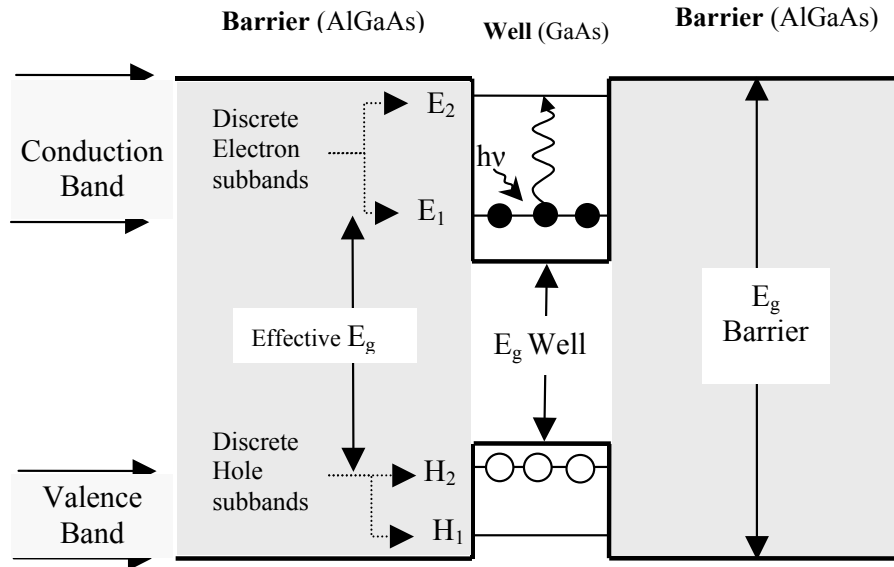 Barrier (AlGaAs)
Well (GaAs)
Barrier (AlGaAs)
Conduction
Band
Discrete
Electron
subbands
E2
E1
hν
Effective Eg
Eg Well
Eg
Barrier
Discrete
Hole
subbands
H2
H1
Valence
Band